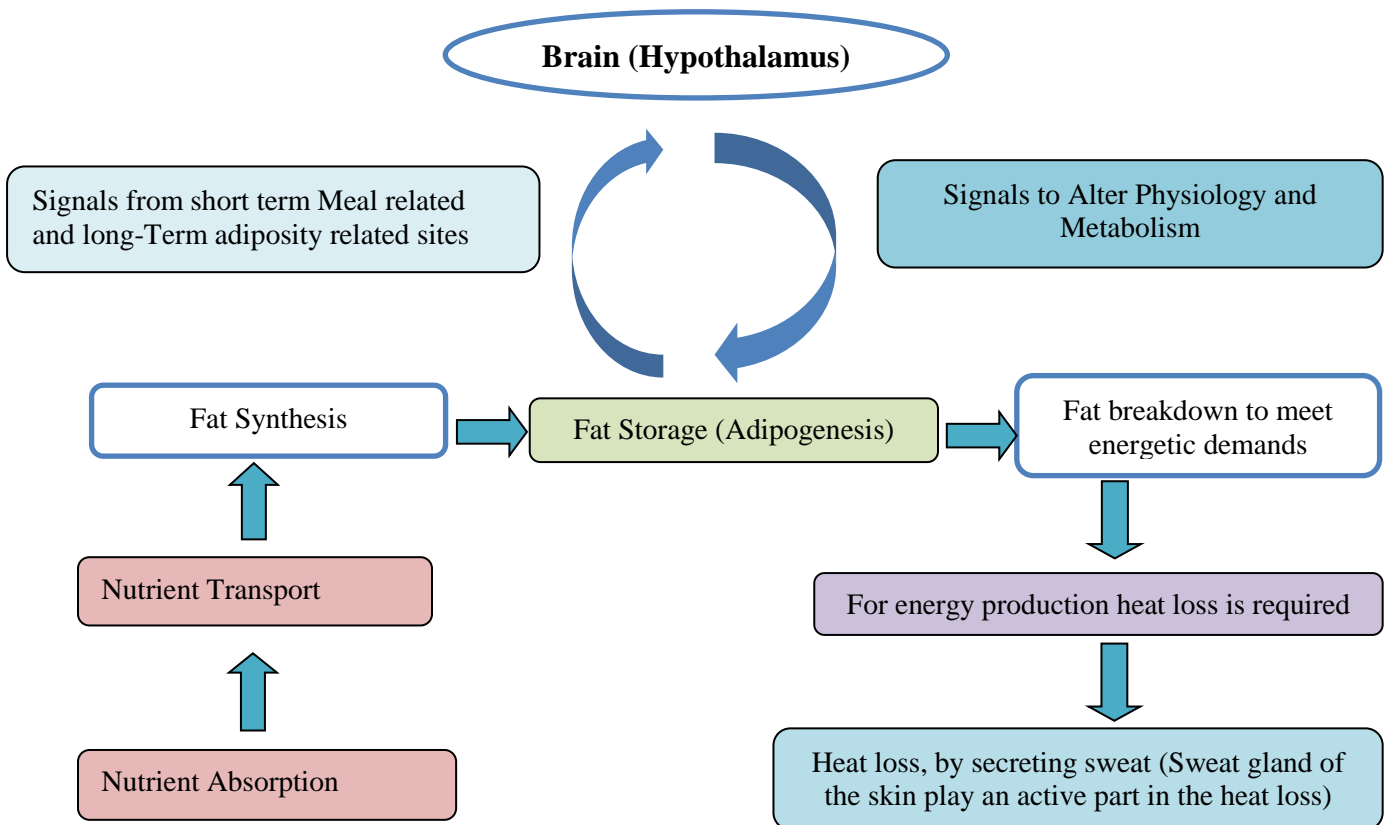 Brain (Hypothalamus)
Signals from short term Meal related
and long-Term adiposity related sites
Signals to Alter Physiology and
Metabolism
Fat Synthesis
Fat Storage (Adipogenesis)
Fat breakdown to meet
energetic demands
Nutrient Transport
For energy production heat loss is required
Nutrient Absorption
Heat loss, by secreting sweat (Sweat gland of
the skin play an active part in the heat loss)